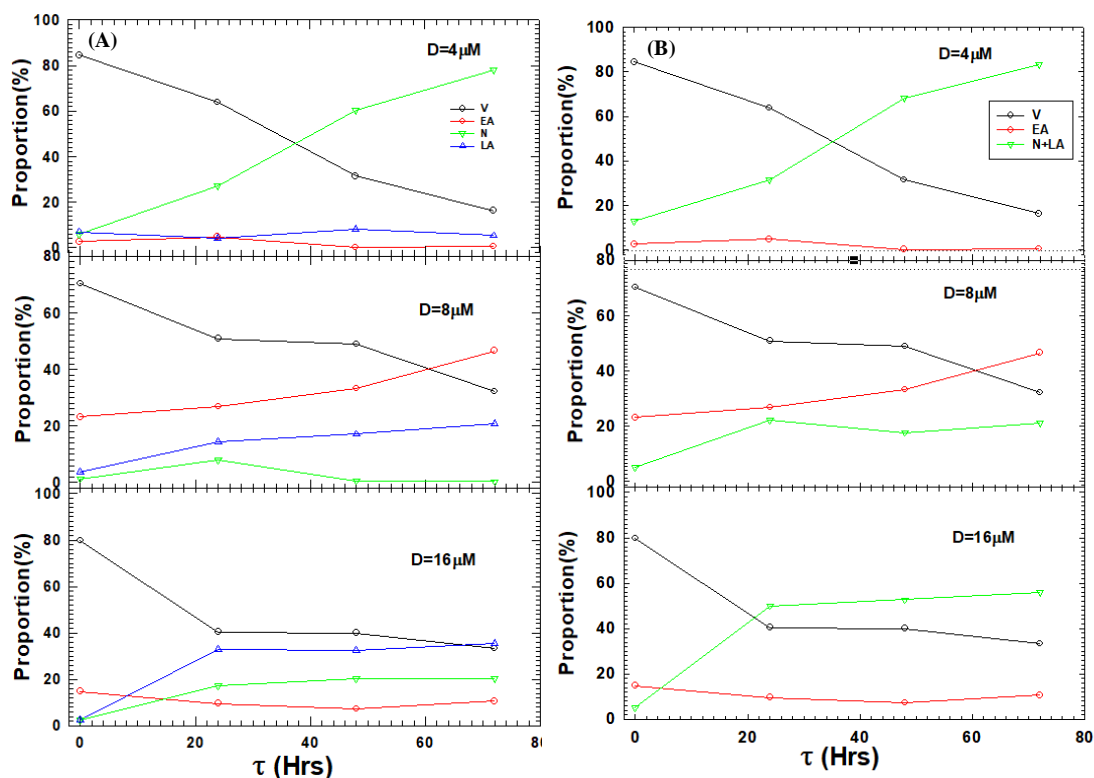 (A)
D=4μM
V
EA
N
LA
Proportion(%)
100
80
60
40
20
0
D=8μM
Proportion(%)
80
60
40
20
0
D=16μM
Proportion(%)
100
80
60
40
20
0
0 20 40 60 80
τ (Hrs)
(B)
D=4μM
V
EA
N+LA
Proportion(%)
100
80
60
40
20
0
D=8μM
Proportion(%)
80
60
40
20
0
D=16μM
Proportion(%)
100
80
60
40
20
0
0 20 40 60 80
τ (Hrs)